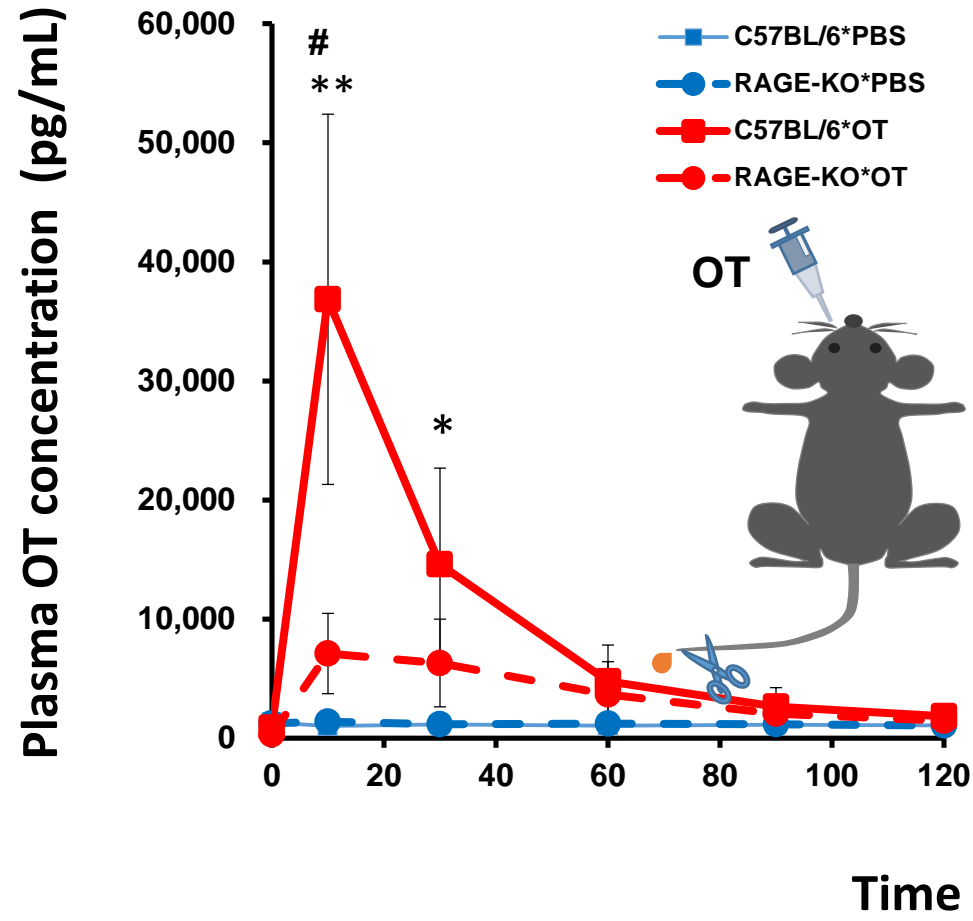 Plasma OT concentration (pg/mL)
60,000
50,000
40,000
30,000
20,000
10,000
0
#
**
*
C57BL/6*PBS
RAGE-KO*PBS
C57BL/6*OT
RAGE-KO*OT
OT
0 20 40 60 80 100 120
Time